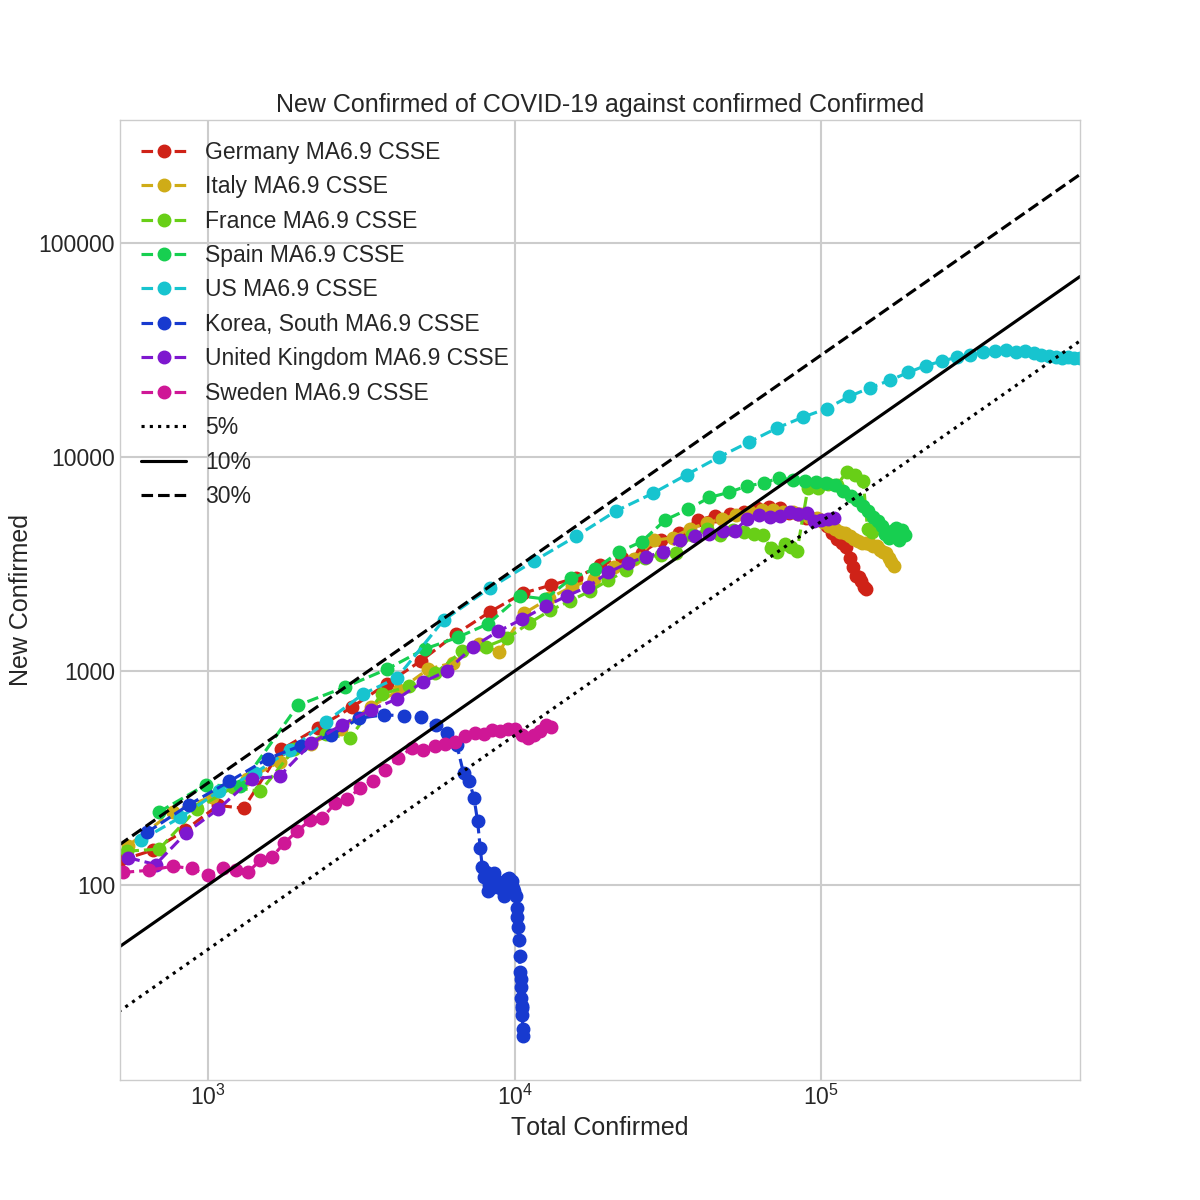 New Confirmed of COVID-19 against confirmed Confirmed
Germany MA6.9 CSSE
Italy MA6.9 CSSE
France MA6.9 CSSE
Spain MA6.9 CSSE
US MA6.9 CSSE
Korea, South MA6.9 CSSE
United Kingdom MA6.9 CSSE
Sweden MA6.9 CSSE
5%
10%
30%
100000
10000
1000
100
New Confirmed
10³
10⁴
10⁵
Total Confirmed